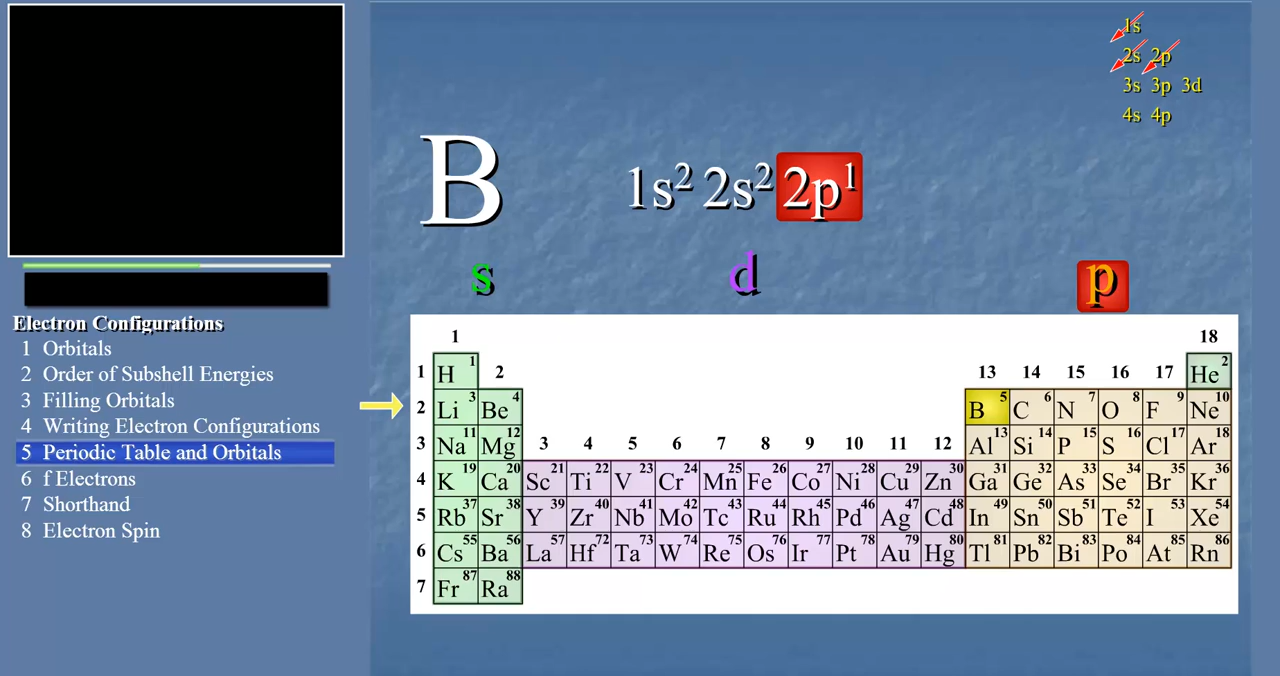 1s
2s 2p
3s 3p 3d
4s 4p
B 1s² 2s² 2p¹
s d p
Electron Configurations
1 Orbitals
2 Order of Subshell Energies
3 Filling Orbitals
4 Writing Electron Configurations
5 Periodic Table and Orbitals
6 f Electrons
7 Shorthand
8 Electron Spin
1 18
1 H 1 2 13 14 15 16 17 He 2
2 Li 3 Be 4 B 5 C 6 N 7 O 8 F 9 Ne 10
3 Na 11 Mg 12 3 4 5 6 7 8 9 10 11 12 Al 13 Si 14 P 15 S 16 Cl 17 Ar 18
4 K 19 Ca 20 Sc 21 Ti 22 V 23 Cr 24 Mn 25 Fe 26 Co 27 Ni 28 Cu 29 Zn 30 Ga 31 Ge 32 As 33 Se 34 Br 35 Kr 36
5 Rb 37 Sr 38 Y 39 Zr 40 Nb 41 Mo 42 Tc 43 Ru 44 Rh 45 Pd 46 Ag 47 Cd 48 In 49 Sn 50 Sb 51 Te 52 I 53 Xe 54
6 Cs 55 Ba 56 La 57 Hf 72 Ta 73 W 74 Re 75 Os 76 Ir 77 Pt 78 Au 79 Hg 80 Tl 81 Pb 82 Bi 83 Po 84 At 85 Rn 86
7 Fr 87 Ra 88